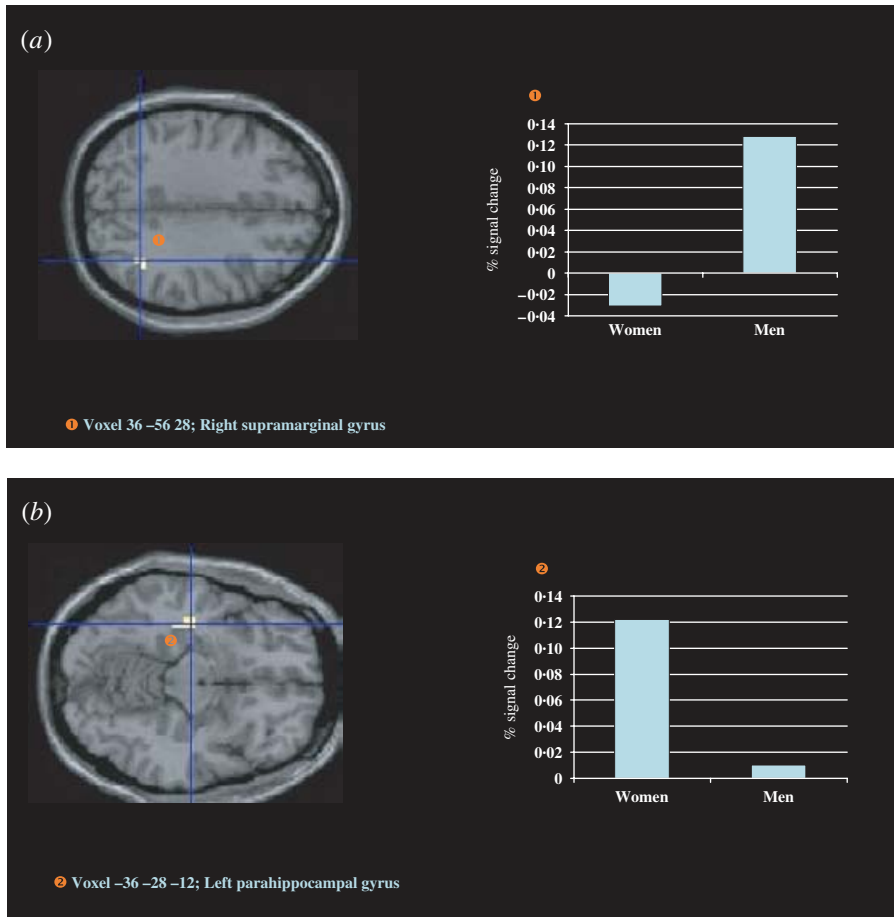 (a)
❶
0·14
0·12
0·10
0·08
0·06
0·04
0·02
0
−0·02
−0·04
% signal change
Women Men
❶ Voxel 36 –56 28; Right supramarginal gyrus
(b)
❷
0·14
0·12
0·10
0·08
0·06
0·04
0·02
0
% signal change
Women Men
❷ Voxel –36 –28 –12; Left parahippocampal gyrus
❶
❷